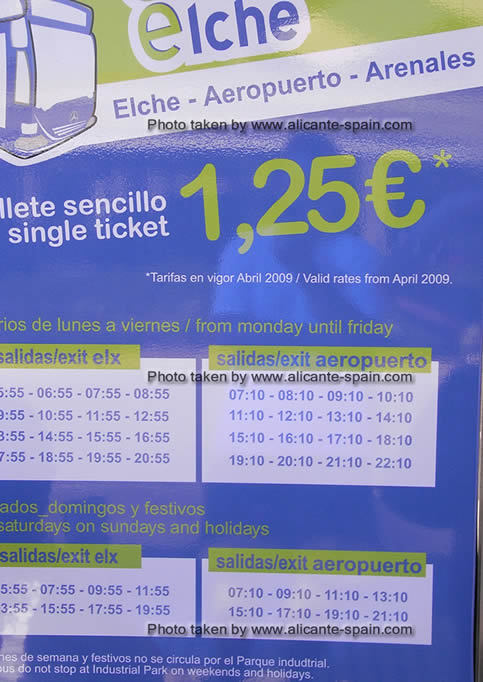 elche
Elche - Aeropuerto - Arenales
Photo taken by www.alicante-spain.com
llete sencillo
single ticket
1,25€*
*Tarifas en vigor Abril 2009 / Valid rates from April 2009.
rios de lunes a viernes / from monday until friday
salidas/exit elx
5:55 - 06:55 - 07:55 - 08:55
9:55 - 10:55 - 11:55 - 12:55
3:55 - 14:55 - 15:55 - 16:55
7:55 - 18:55 - 19:55 - 20:55
salidas/exit aeropuerto
Photo taken by www.alicante-spain.com
07:10 - 08:10 - 09:10 - 10:10
11:10 - 12:10 - 13:10 - 14:10
15:10 - 16:10 - 17:10 - 18:10
19:10 - 20:10 - 21:10 - 22:10
ados_domingos y festivos
saturdays on sundays and holidays
salidas/exit elx
5:55 - 07:55 - 09:55 - 11:55
3:55 - 15:55 - 17:55 - 19:55
salidas/exit aeropuerto
07:10 - 09:10 - 11:10 - 13:10
15:10 - 17:10 - 19:10 - 21:10
Photo taken by www.alicante-spain.com
nes de semana y festivos no se circula por el Parque indudtrial.
bus do not stop at Industrial Park on weekends and holidays.